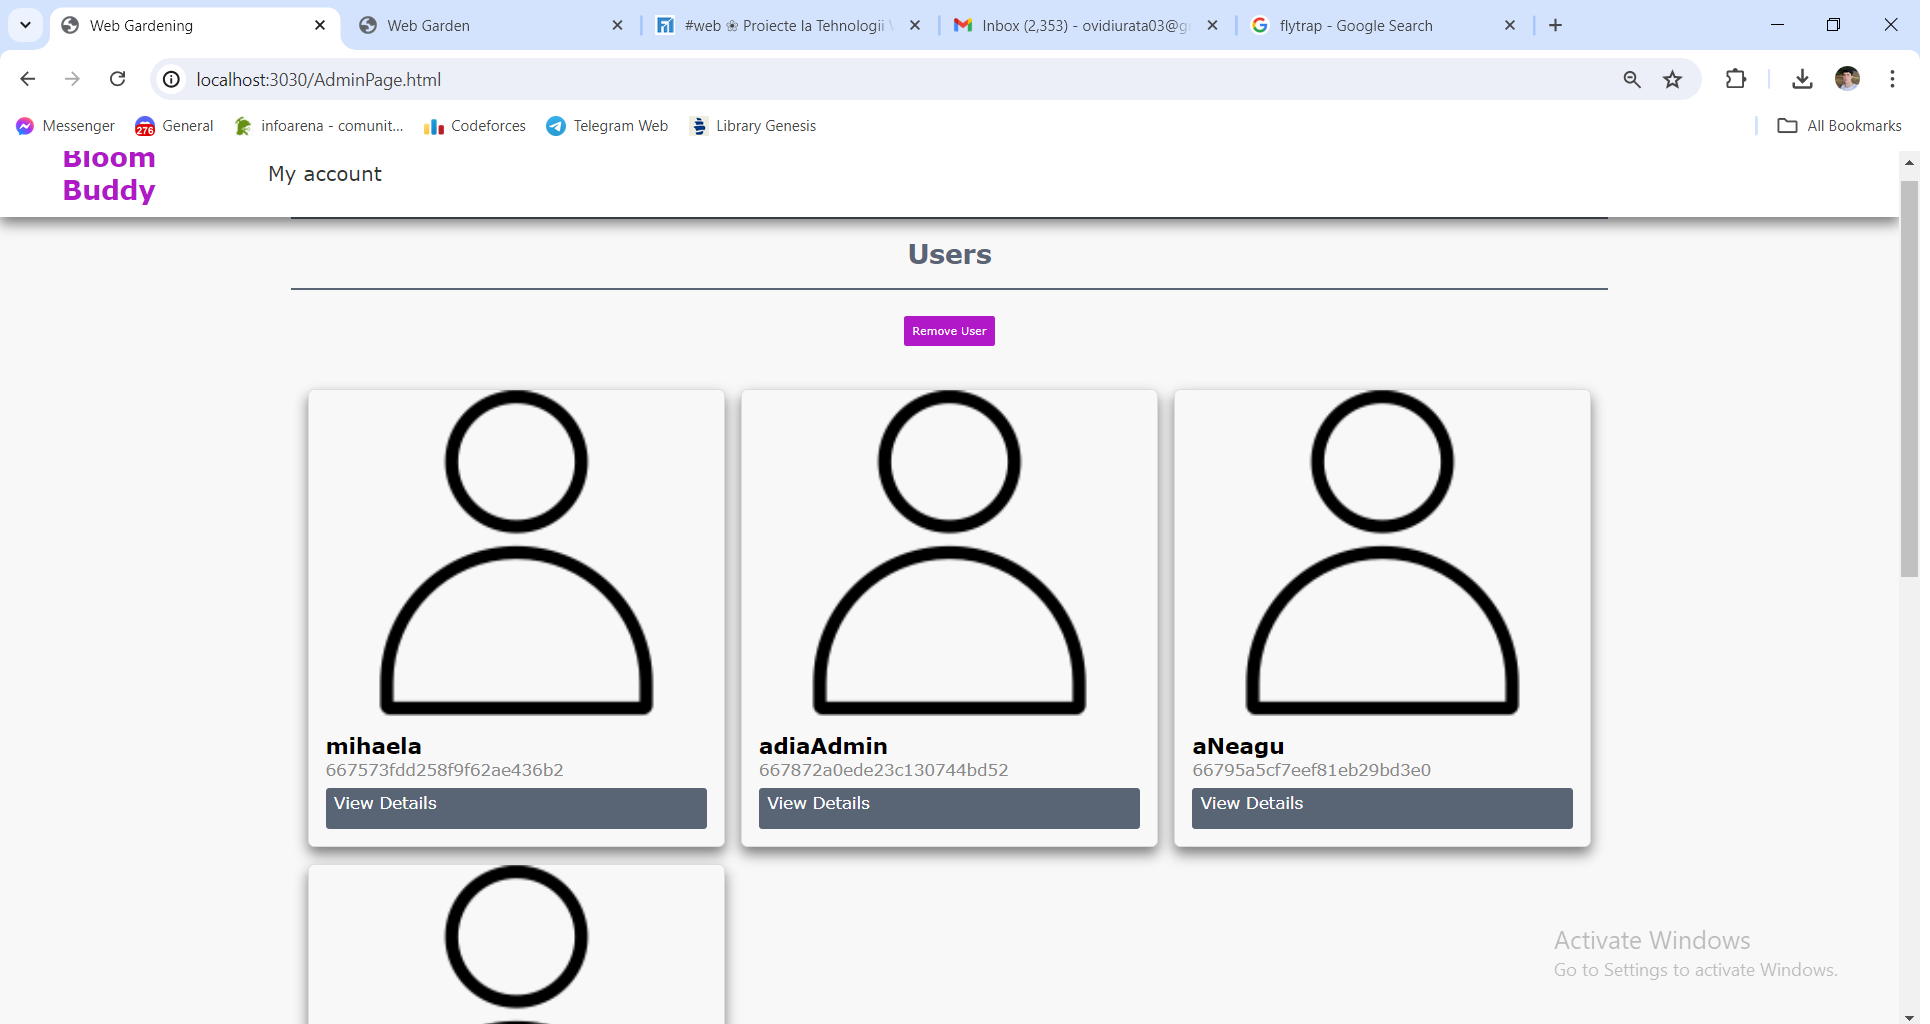 Web Gardening
Web Garden
#web ❀ Proiecte la Tehnologii
Inbox (2,353) - ovidiurata03@g
flytrap - Google Search
localhost:3030/AdminPage.html
Messenger
276
General
infoarena - comunit...
Codeforces
Telegram Web
Library Genesis
All Bookmarks
Bloom
Buddy
My account
Users
Remove User
mihaela
667573fdd258f9f62ae436b2
View Details
adiaAdmin
667872a0ede23c130744bd52
View Details
aNeagu
66795a5cf7eef81eb29bd3e0
View Details
Activate Windows
Go to Settings to activate Windows.